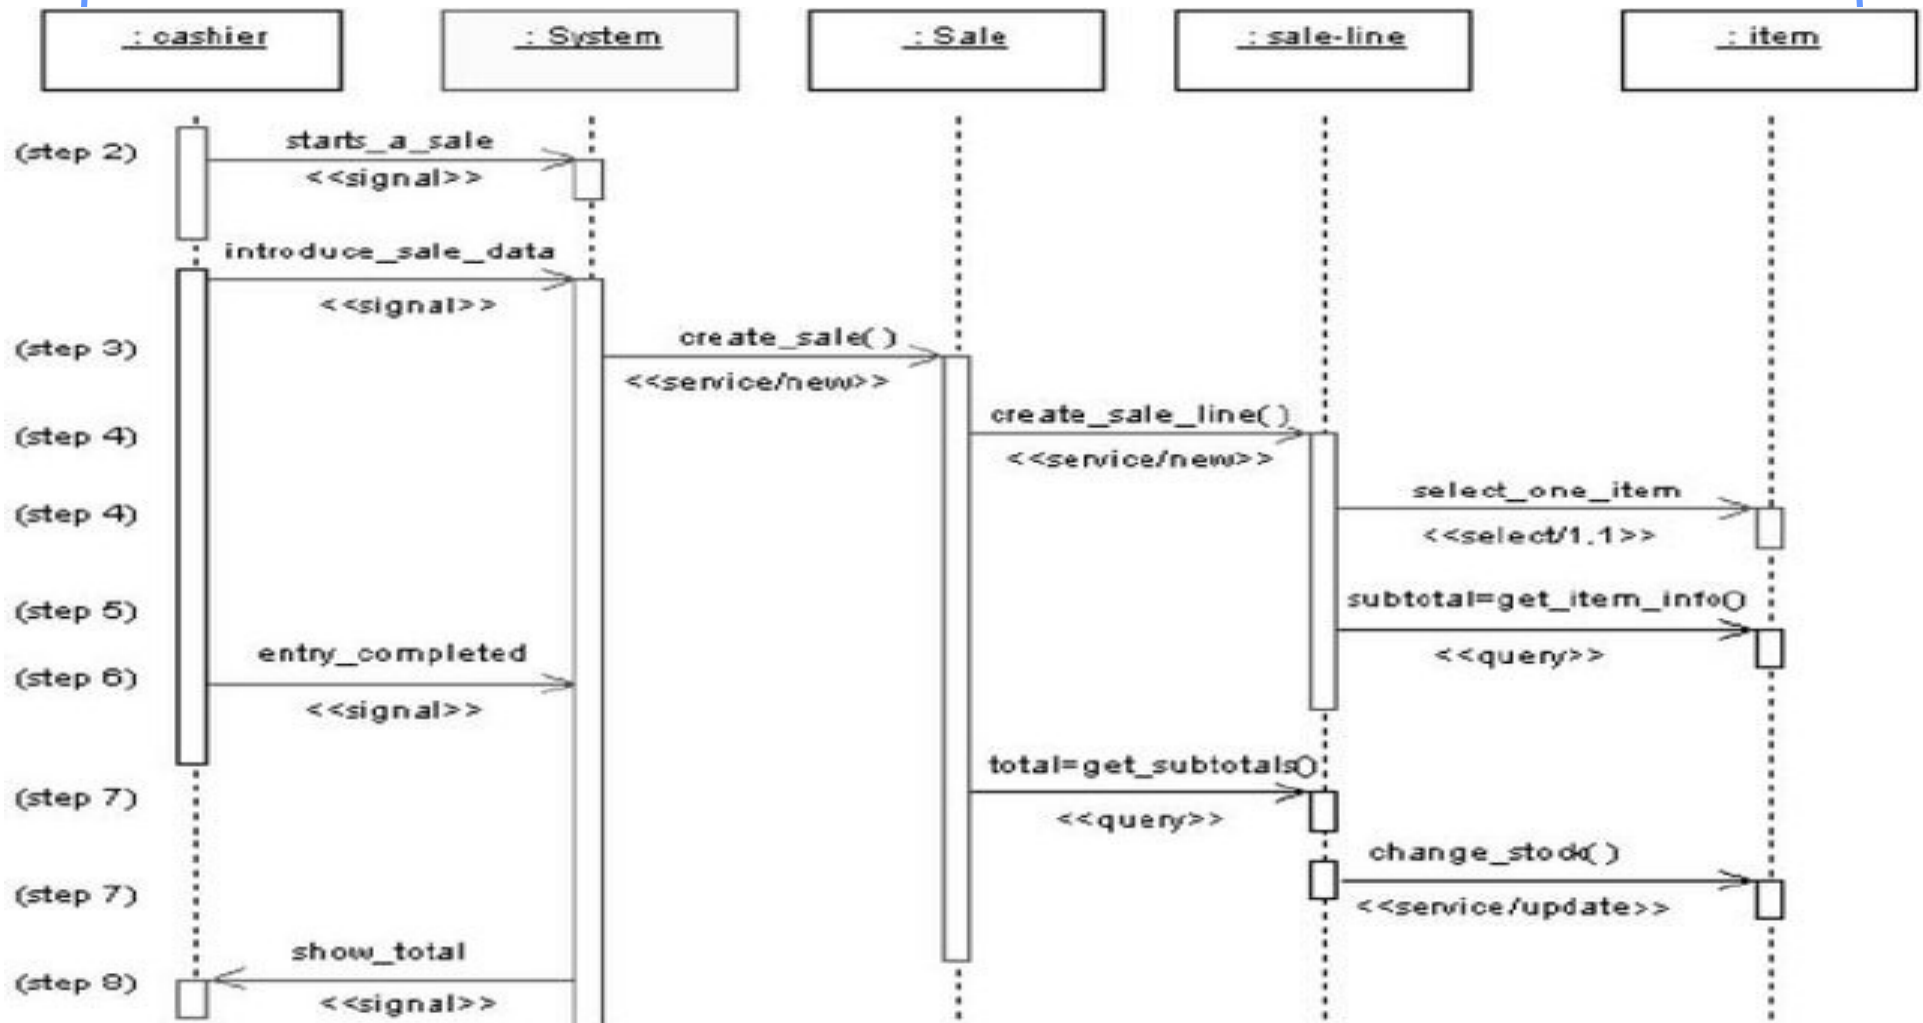 : cashier
: System
: Sale
: sale-line
: item
(step 2)
starts_a_sale
<<signal>>
introduce_sale_data
<<signal>>
(step 3)
create_sale( )
<<service/new>>
(step 4)
create_sale_line( )
<<service/new>>
(step 4)
select_one_item
<<select/1.1>>
(step 5)
subtotal=get_item_info()
<<query>>
(step 6)
entry_completed
<<signal>>
(step 7)
total=get_subtotals()
<<query>>
(step 7)
change_stock( )
<<service/update>>
(step 8)
show_total
<<signal>>